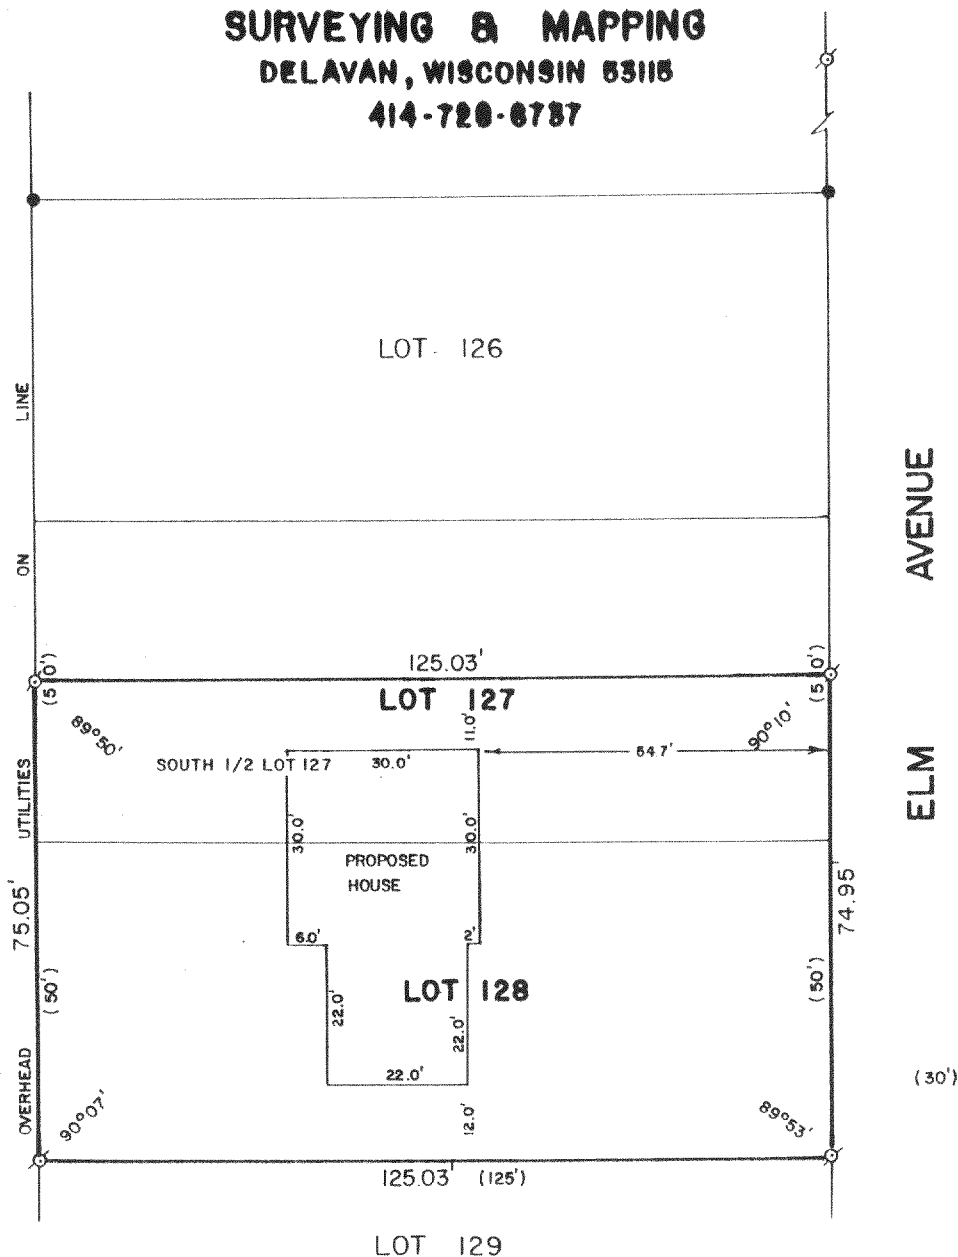 SURVEYING & MAPPING
DELAVAN, WISCONSIN 53115
414-728-6787
LOT 126
LINE
ON
UTILITIES
OVERHEAD
AVENUE
ELM
125.03'
(50')
(50')
LOT 127
89°50'
90°10'
11.0'
SOUTH 1/2 LOT 127
30.0'
54.7'
30.0'
30.0'
PROPOSED
HOUSE
75.05'
74.95'
6.0'
2'
(50')
(50')
LOT 128
22.0'
22.0'
22.0'
12.0'
(30')
90°07'
89°53'
125.03' (125')
LOT 129